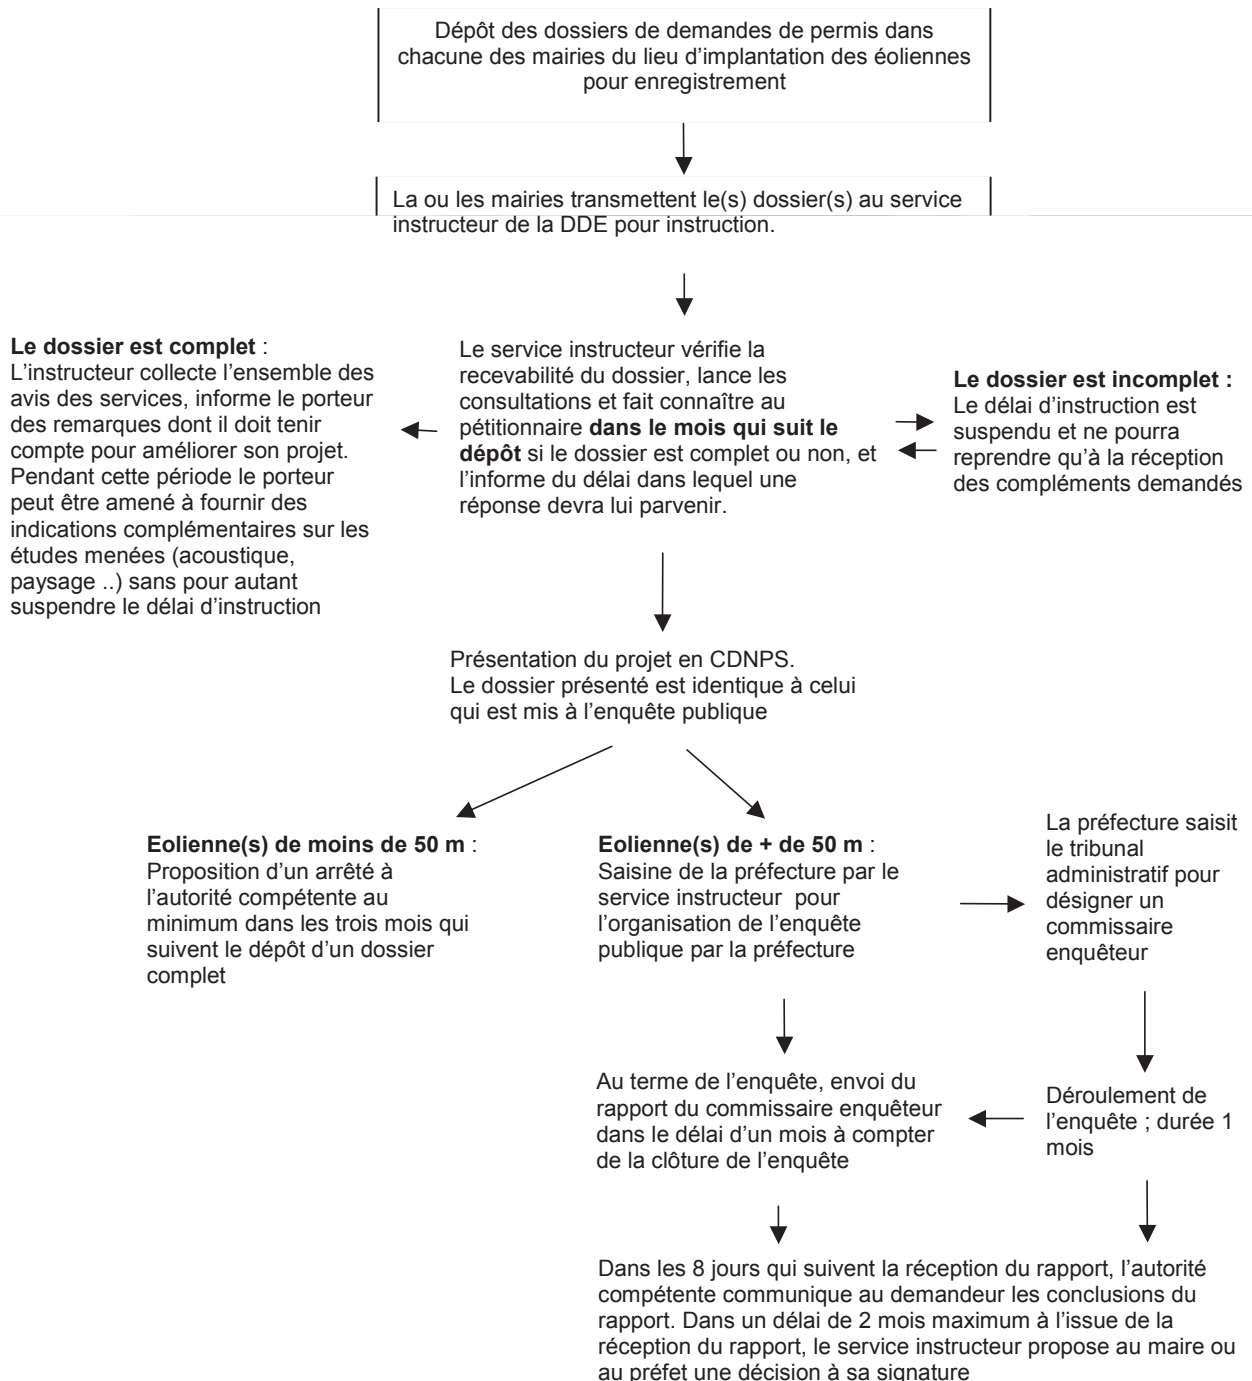 Dépôt des dossiers de demandes de permis dans
chacune des mairies du lieu d’implantation des éoliennes
pour enregistrement
La ou les mairies transmettent le(s) dossier(s) au service
instructeur de la DDE pour instruction.
Le dossier est complet :
L’instructeur collecte l’ensemble des
avis des services, informe le porteur
des remarques dont il doit tenir
compte pour améliorer son projet.
Pendant cette période le porteur
peut être amené à fournir des
indications complémentaires sur les
études menées (acoustique,
paysage ..) sans pour autant
suspendre le délai d’instruction
Le service instructeur vérifie la
recevabilité du dossier, lance les
consultations et fait connaître au
pétitionnaire dans le mois qui suit le
dépôt si le dossier est complet ou non, et
l’informe du délai dans lequel une
réponse devra lui parvenir.
Le dossier est incomplet :
Le délai d’instruction est
suspendu et ne pourra
reprendre qu’à la réception
des compléments demandés
Présentation du projet en CDNPS.
Le dossier présenté est identique à celui
qui est mis à l’enquête publique
Eolienne(s) de moins de 50 m :
Proposition d’un arrêté à
l’autorité compétente au
minimum dans les trois mois qui
suivent le dépôt d’un dossier
complet
Eolienne(s) de + de 50 m :
Saisine de la préfecture par le
service instructeur pour
l’organisation de l’enquête
publique par la préfecture
La préfecture saisit
le tribunal
administratif pour
désigner un
commissaire
enquêteur
Au terme de l’enquête, envoi du
rapport du commissaire enquêteur
dans le délai d’un mois à compter
de la clôture de l’enquête
Déroulement de
l’enquête ; durée 1
mois
Dans les 8 jours qui suivent la réception du rapport, l’autorité
compétente communique au demandeur les conclusions du
rapport. Dans un délai de 2 mois maximum à l’issue de la
réception du rapport, le service instructeur propose au maire ou
au préfet une décision à sa signature